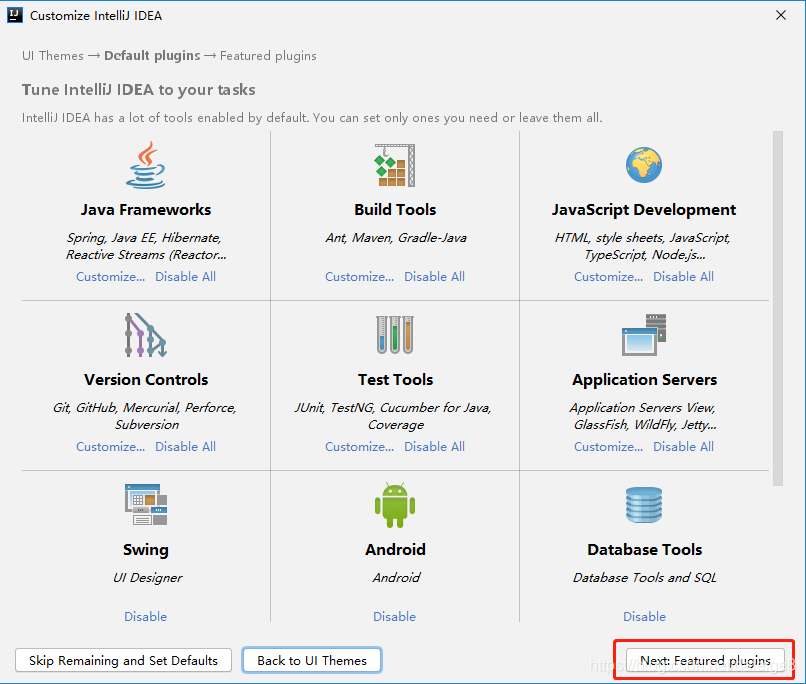 Customize IntelliJ IDEA
UI Themes → Default plugins → Featured plugins
Tune IntelliJ IDEA to your tasks
IntelliJ IDEA has a lot of tools enabled by default. You can set only ones you need or leave them all.
Java Frameworks
Spring, Java EE, Hibernate,
Reactive Streams (Reactor...
Customize... Disable All
Build Tools
Ant, Maven, Gradle-Java
Customize... Disable All
JavaScript Development
HTML, style sheets, JavaScript,
TypeScript, Node.js...
Customize... Disable All
Version Controls
Git, GitHub, Mercurial, Perforce,
Subversion
Customize... Disable All
Test Tools
JUnit, TestNG, Cucumber for Java,
Coverage
Customize... Disable All
Application Servers
Application Servers View,
GlassFish, WildFly, Jetty...
Customize... Disable All
Swing
UI Designer
Disable
Android
Android
Disable
Database Tools
Database Tools and SQL
Disable
Skip Remaining and Set Defaults
Back to UI Themes
Next: Featured plugins